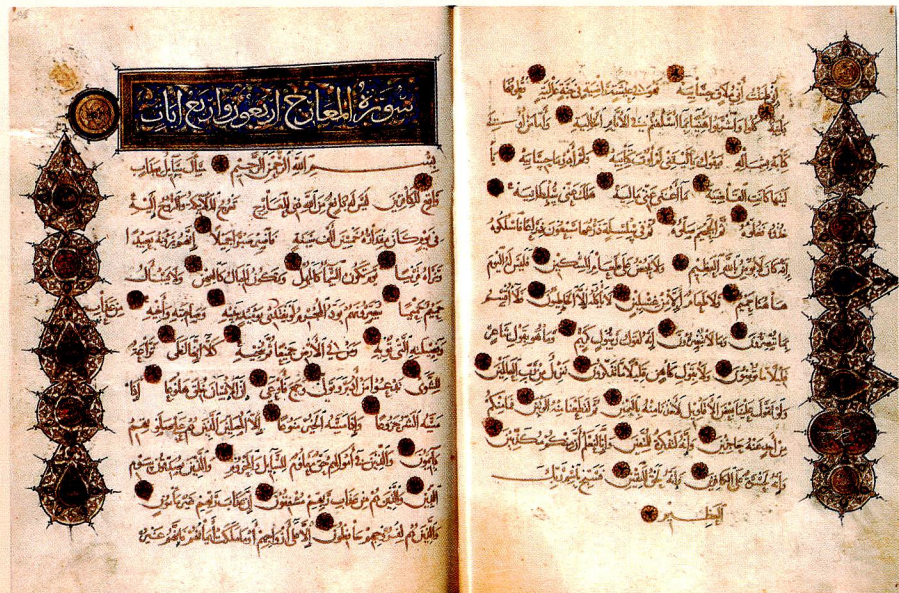 إني ظننت أني ملاق حسابيه فهو في عيشة راضية في جنة عالية قطوفها
دانية كلوا واشربوا هنيئا بما أسلفتم في الأيام الخالية وأما من أوتي
كتابه بشماله فيقول يا ليتني لم أوت كتابيه ولم أدر ما حسابيه يا
ليتها كانت القاضية ما أغنى عني ماليه هلك عني سلطانيه
خذوه فغلوه ثم الجحيم صلوه ثم في سلسلة ذرعها سبعون ذراعا فاسلكوه
إنه كان لا يؤمن بالله العظيم ولا يحض على طعام المسكين فليس له اليوم
هاهنا حميم ولا طعام إلا من غسلين لا يأكله إلا الخاطئون فلا أقسم
بما تبصرون وما لا تبصرون إنه لقول رسول كريم وما هو بقول شاعر
قليلا ما تؤمنون ولا بقول كاهن قليلا ما تذكرون تنزيل من رب العالمين
ولو تقول علينا بعض الأقاويل لأخذنا منه باليمين ثم لقطعنا منه الوتين فما منكم
من أحد عنه حاجزين وإنه لتذكرة للمتقين وإنا لنعلم أن منكم مكذبين
وإنه لحسرة على الكافرين وإنه لحق اليقين فسبح باسم ربك
العظيم
سورة المعارج اربعون واربع ايات
بسم الله الرحمن الرحيم سأل سائل بعذاب
واقع للكافرين ليس له دافع من الله ذي المعارج تعرج الملائكة والروح إليه
في يوم كان مقداره خمسين ألف سنة فاصبر صبرا جميلا إنهم يرونه بعيدا
ونراه قريبا يوم تكون السماء كالمهل وتكون الجبال كالعهن ولا يسأل
حميم حميما يبصرونهم يود المجرم لو يفتدي من عذاب يومئذ ببنيه وصاحبته وأخيه
وفصيلته التي تؤويه ومن في الأرض جميعا ثم ينجيه كلا إنها لظى نزاعة
للشوى تدعو من أدبر وتولى وجمع فأوعى إن الإنسان خلق هلوعا إذا
مسه الشر جزوعا وإذا مسه الخير منوعا إلا المصلين الذين هم على صلاتهم
دائمون والذين في أموالهم حق معلوم للسائل والمحروم والذين يصدقون بيوم
الدين والذين هم من عذاب ربهم مشفقون إن عذاب ربهم غير مأمون
والذين هم لفروجهم حافظون إلا على أزواجهم أو ما ملكت أيمانهم فإنهم غير